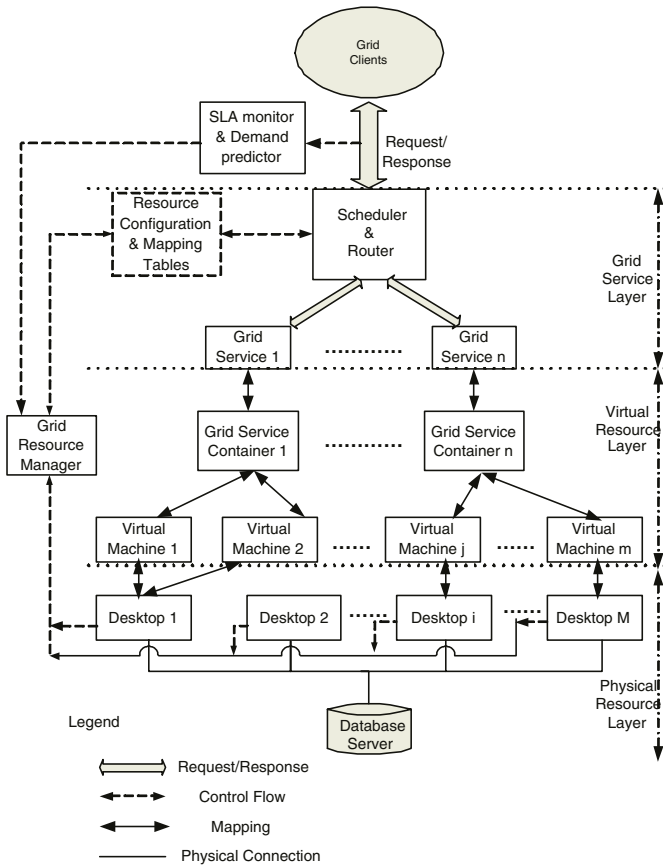 Grid
Clients
SLA monitor
& Demand
predictor
Request/
Response
Resource
Configuration
& Mapping
Tables
Scheduler
&
Router
Grid
Service
Layer
Grid
Service 1
Grid
Service n
Grid
Resource
Manager
Grid Service
Container 1
Grid Service
Container n
Virtual
Resource
Layer
Virtual
Machine 1
Virtual
Machine 2
Virtual
Machine j
Virtual
Machine m
Desktop 1
Desktop 2
Desktop i
Desktop M
Physical
Resource
Layer
Database
Server
Legend
Request/Response
Control Flow
Mapping
Physical Connection